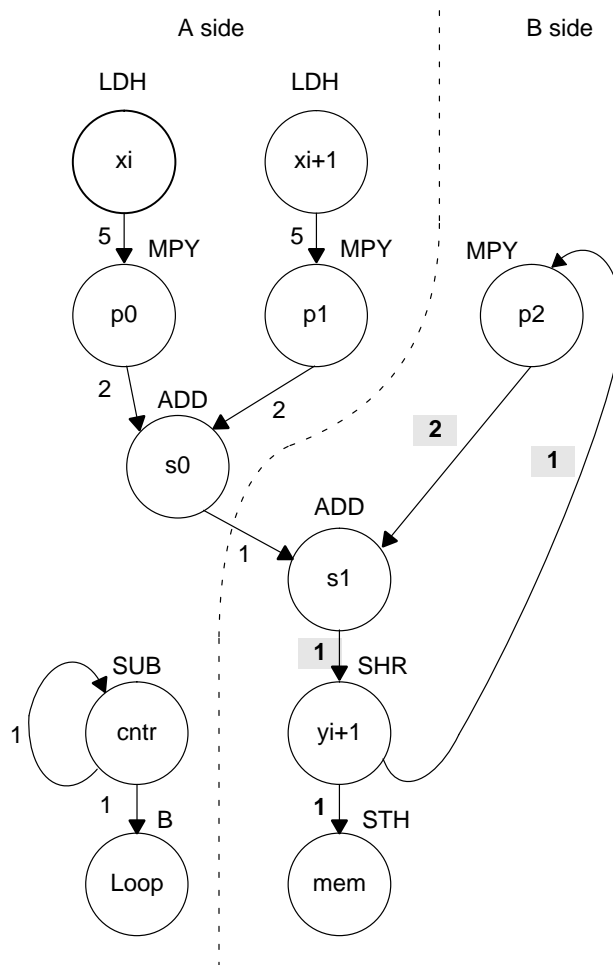 A side B side
LDH LDH
xi xi+1
5 5
MPY MPY MPY
p0 p1 p2
2 ADD 2
2 1
s0
ADD
1
s1
1 SHR
SUB
1 cntr yi+1
1 B 1 STH
Loop mem